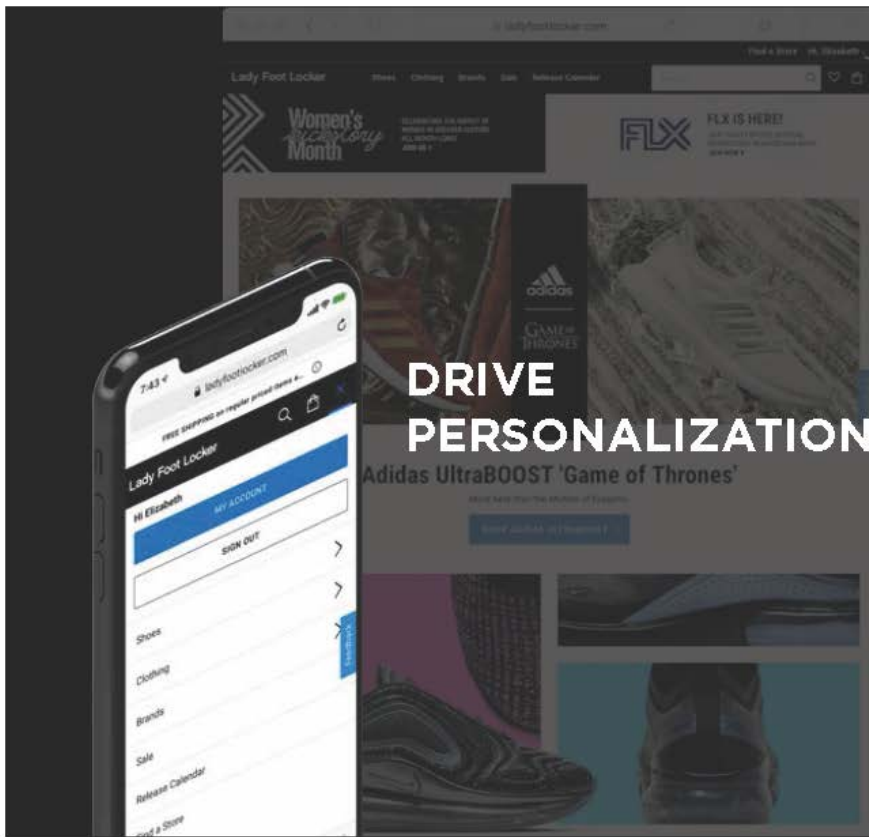 ladyfootlocker.com
Find a Store Hi, Elizabeth
Lady Foot Locker Shoes Clothing Brands Sale Release Calendar
Women's
Month
FLX FLX IS HERE!
adidas
GAME OF
THRONES
DRIVE
PERSONALIZATION
Adidas UltraBOOST 'Game of Thrones'
7:43
ladyfootlocker.com
FREE SHIPPING on regular priced items
Lady Foot Locker
Hi Elizabeth
MY ACCOUNT
SIGN OUT
Shoes
Clothing
Brands
Sale
Release Calendar
Find a Store
Feedback